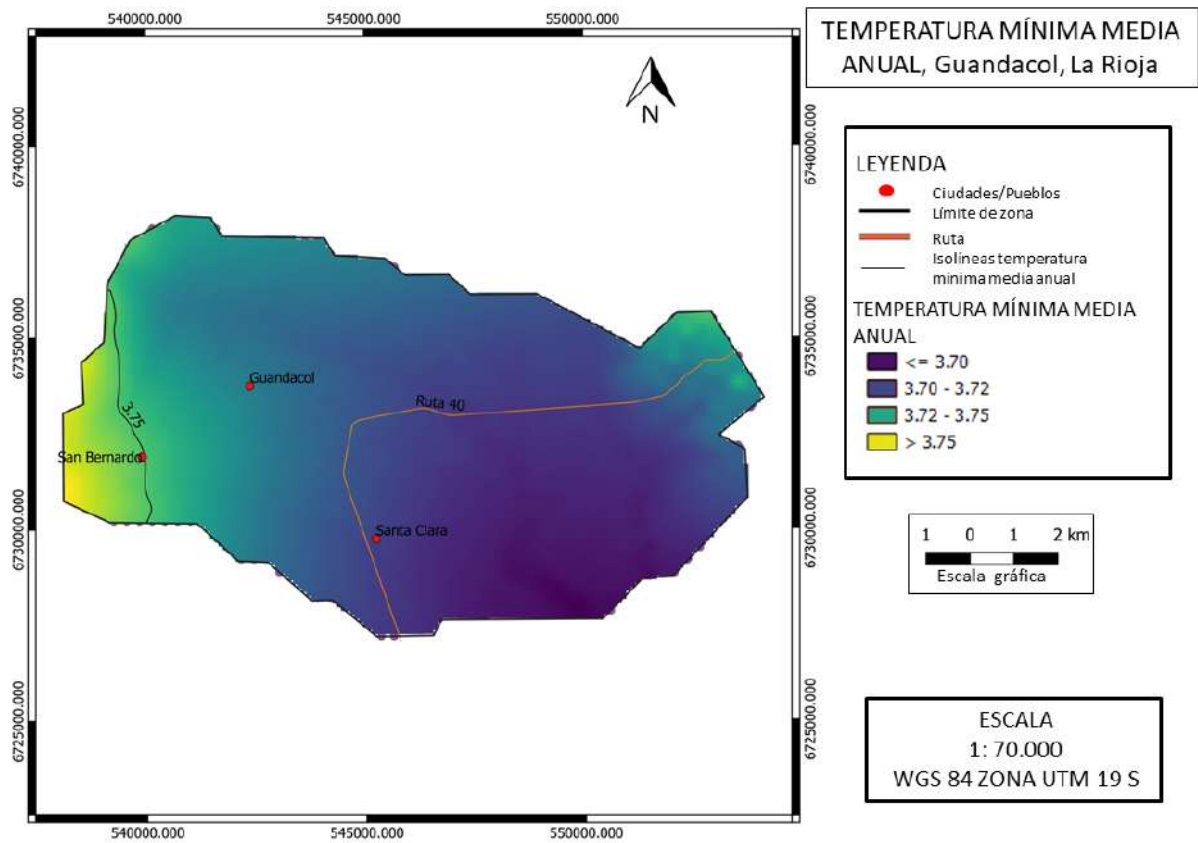 540000.000
545000.000
550000.000
TEMPERATURA MÍNIMA MEDIA
ANUAL, Guandacol, La Rioja
N
6740000.000
6740000.000
LEYENDA
Ciudades/Pueblos
Límite de zona
Ruta
Isolíneas temperatura
mínima media anual
TEMPERATURA MÍNIMA MEDIA
ANUAL
<= 3.70
3.70 - 3.72
3.72 - 3.75
> 3.75
6735000.000
6735000.000
Guandacol
Ruta 40
3.75
San Bernardo
Santa Clara
6730000.000
6730000.000
1 0 1 2 km
Escala gráfica
6725000.000
6725000.000
ESCALA
1: 70.000
WGS 84 ZONA UTM 19 S
540000.000
545000.000
550000.000